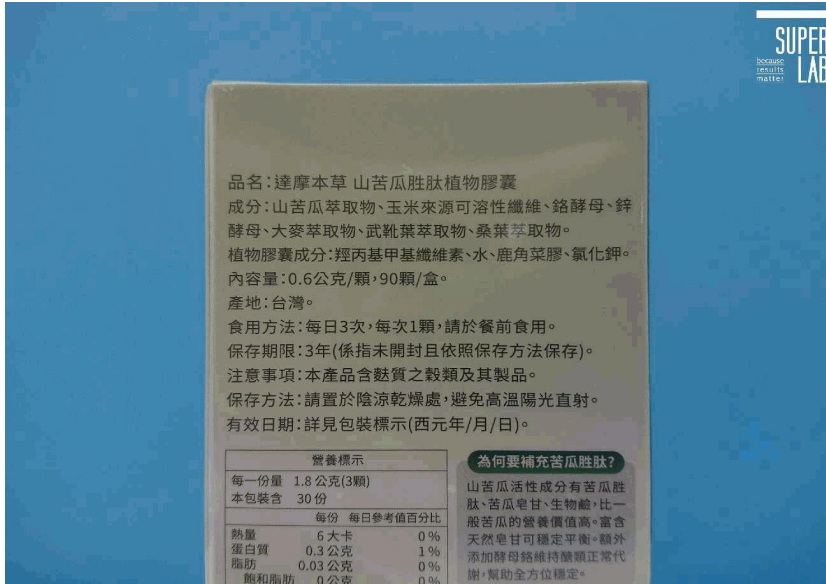 SUPER
LAB
because
results
matter
品名:達摩本草 山苦瓜胜肽植物膠囊
成分:山苦瓜萃取物、玉米來源可溶性纖維、鉻酵母、鋅
酵母、大麥萃取物、武靴葉萃取物、桑葉萃取物。
植物膠囊成分:羥丙基甲基纖維素、水、鹿角菜膠、氯化鉀。
內容量:0.6公克/顆,90顆/盒。
產地:台灣。
食用方法:每日3次,每次1顆,請於餐前食用。
保存期限:3年(係指未開封且依照保存方法保存)。
注意事項:本產品含麩質之穀類及其製品。
保存方法:請置於陰涼乾燥處,避免高溫陽光直射。
有效日期:詳見包裝標示(西元年/月/日)。
營養標示
每一份量 1.8公克(3顆)
本包裝含 30份
每份 每日參考值百分比
熱量 6大卡 0%
蛋白質 0.3公克 1%
脂肪 0.03公克 0%
飽和脂肪 0公克 0%
為何要補充苦瓜胜肽?
山苦瓜活性成分有苦瓜胜
肽、苦瓜皂甘、生物鹼,比一
般苦瓜的營養價值高。富含
天然皂甘可穩定平衡。額外
添加酵母鉻維持醣類正常代
謝,幫助全方位穩定。